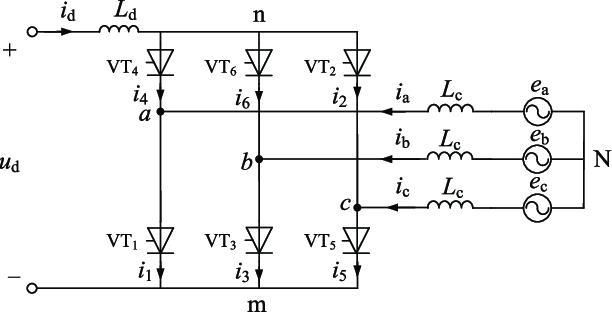 i_d L_d n
+
VT_4 VT_6 VT_2
i_4 i_6 i_2 i_a L_c e_a
a
i_b L_c e_b
b N
u_d
i_c L_c e_c
c
VT_1 VT_3 VT_5
i_1 i_3 i_5
−
m